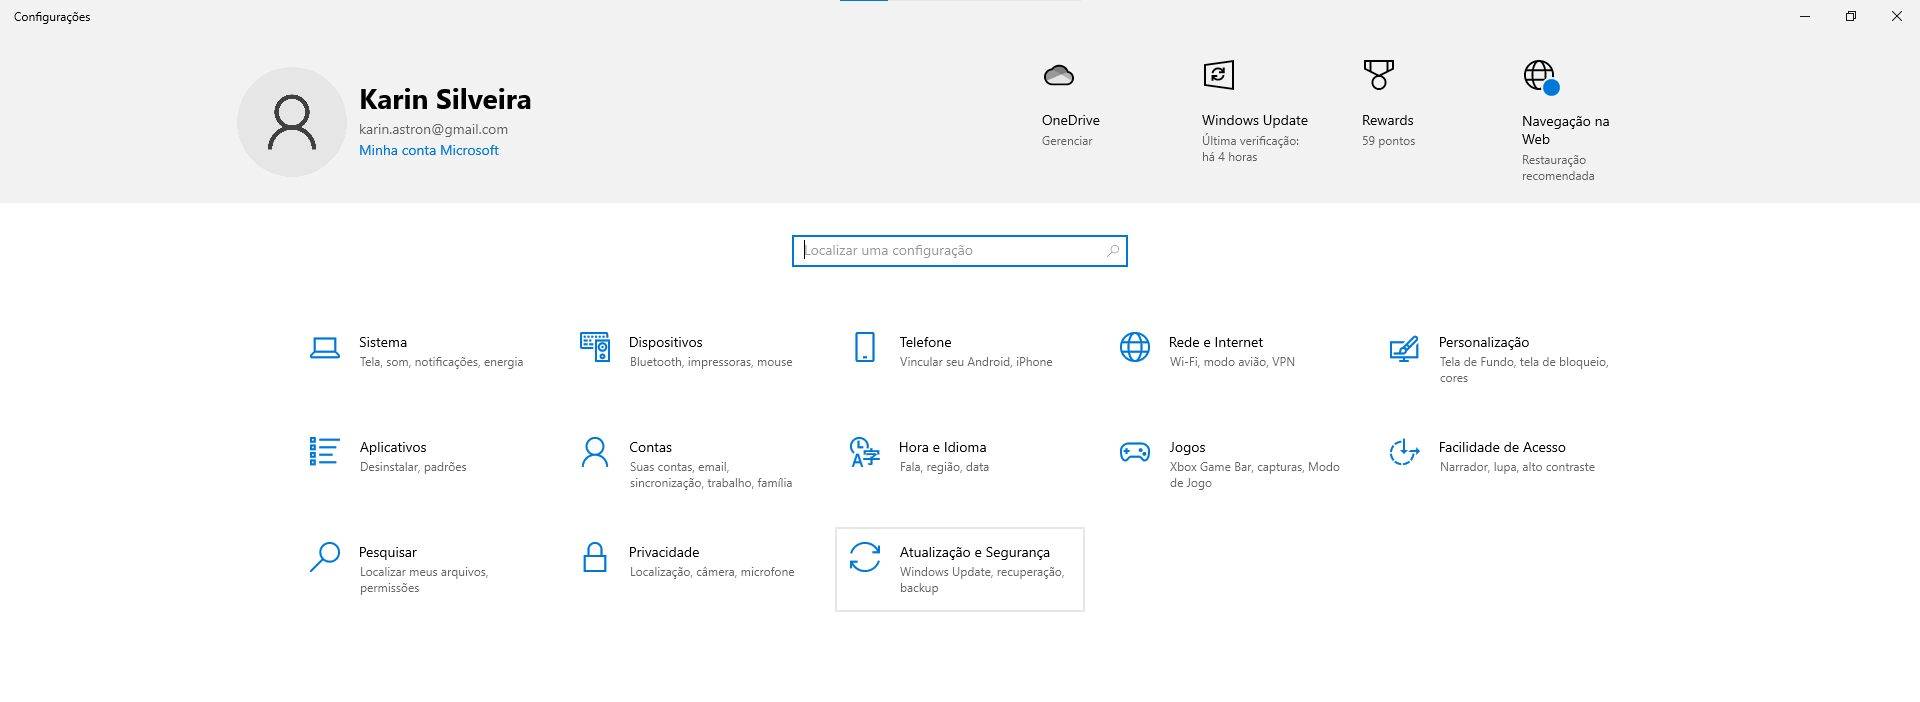 Configurações
Karin Silveira
karin.astron@gmail.com
Minha conta Microsoft
OneDrive
Gerenciar
Windows Update
Última verificação:
há 4 horas
Rewards
59 pontos
Navegação na
Web
Restauração
recomendada
Localizar uma configuração
Sistema
Tela, som, notificações, energia
Dispositivos
Bluetooth, impressoras, mouse
Telefone
Vincular seu Android, iPhone
Rede e Internet
Wi-Fi, modo avião, VPN
Personalização
Tela de Fundo, tela de bloqueio,
cores
Aplicativos
Desinstalar, padrões
Contas
Suas contas, email,
sincronização, trabalho, família
Hora e Idioma
Fala, região, data
Jogos
Xbox Game Bar, capturas, Modo
de Jogo
Facilidade de Acesso
Narrador, lupa, alto contraste
Pesquisar
Localizar meus arquivos,
permissões
Privacidade
Localização, câmera, microfone
Atualização e Segurança
Windows Update, recuperação,
backup